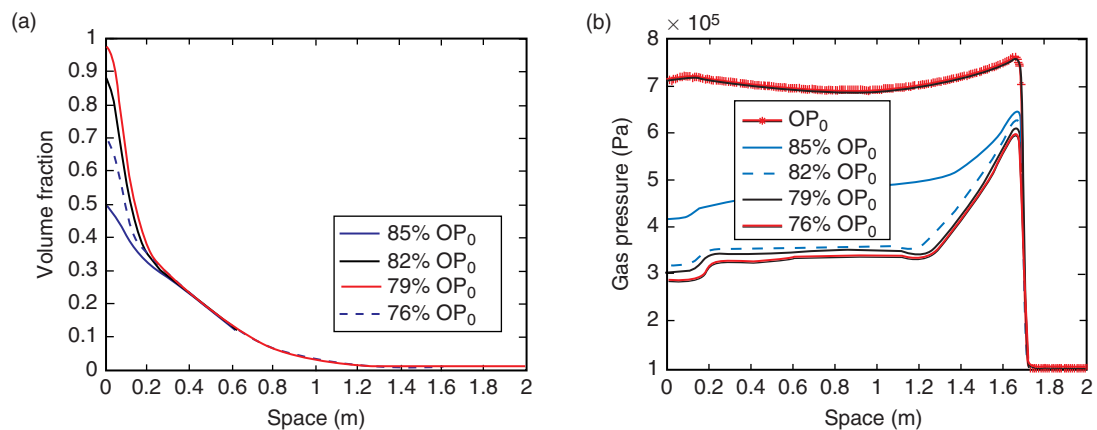 (a)
1
0.9
0.8
0.7
0.6
0.5
0.4
0.3
0.2
0.1
0
Volume fraction
85% OP₀
82% OP₀
79% OP₀
76% OP₀
0 0.2 0.4 0.6 0.8 1 1.2 1.4 1.6 1.8 2
Space (m)
(b)
× 10⁵
8
7
6
5
4
3
2
1
Gas pressure (Pa)
OP₀
85% OP₀
82% OP₀
79% OP₀
76% OP₀
0 0.2 0.4 0.6 0.8 1 1.2 1.4 1.6 1.8 2
Space (m)